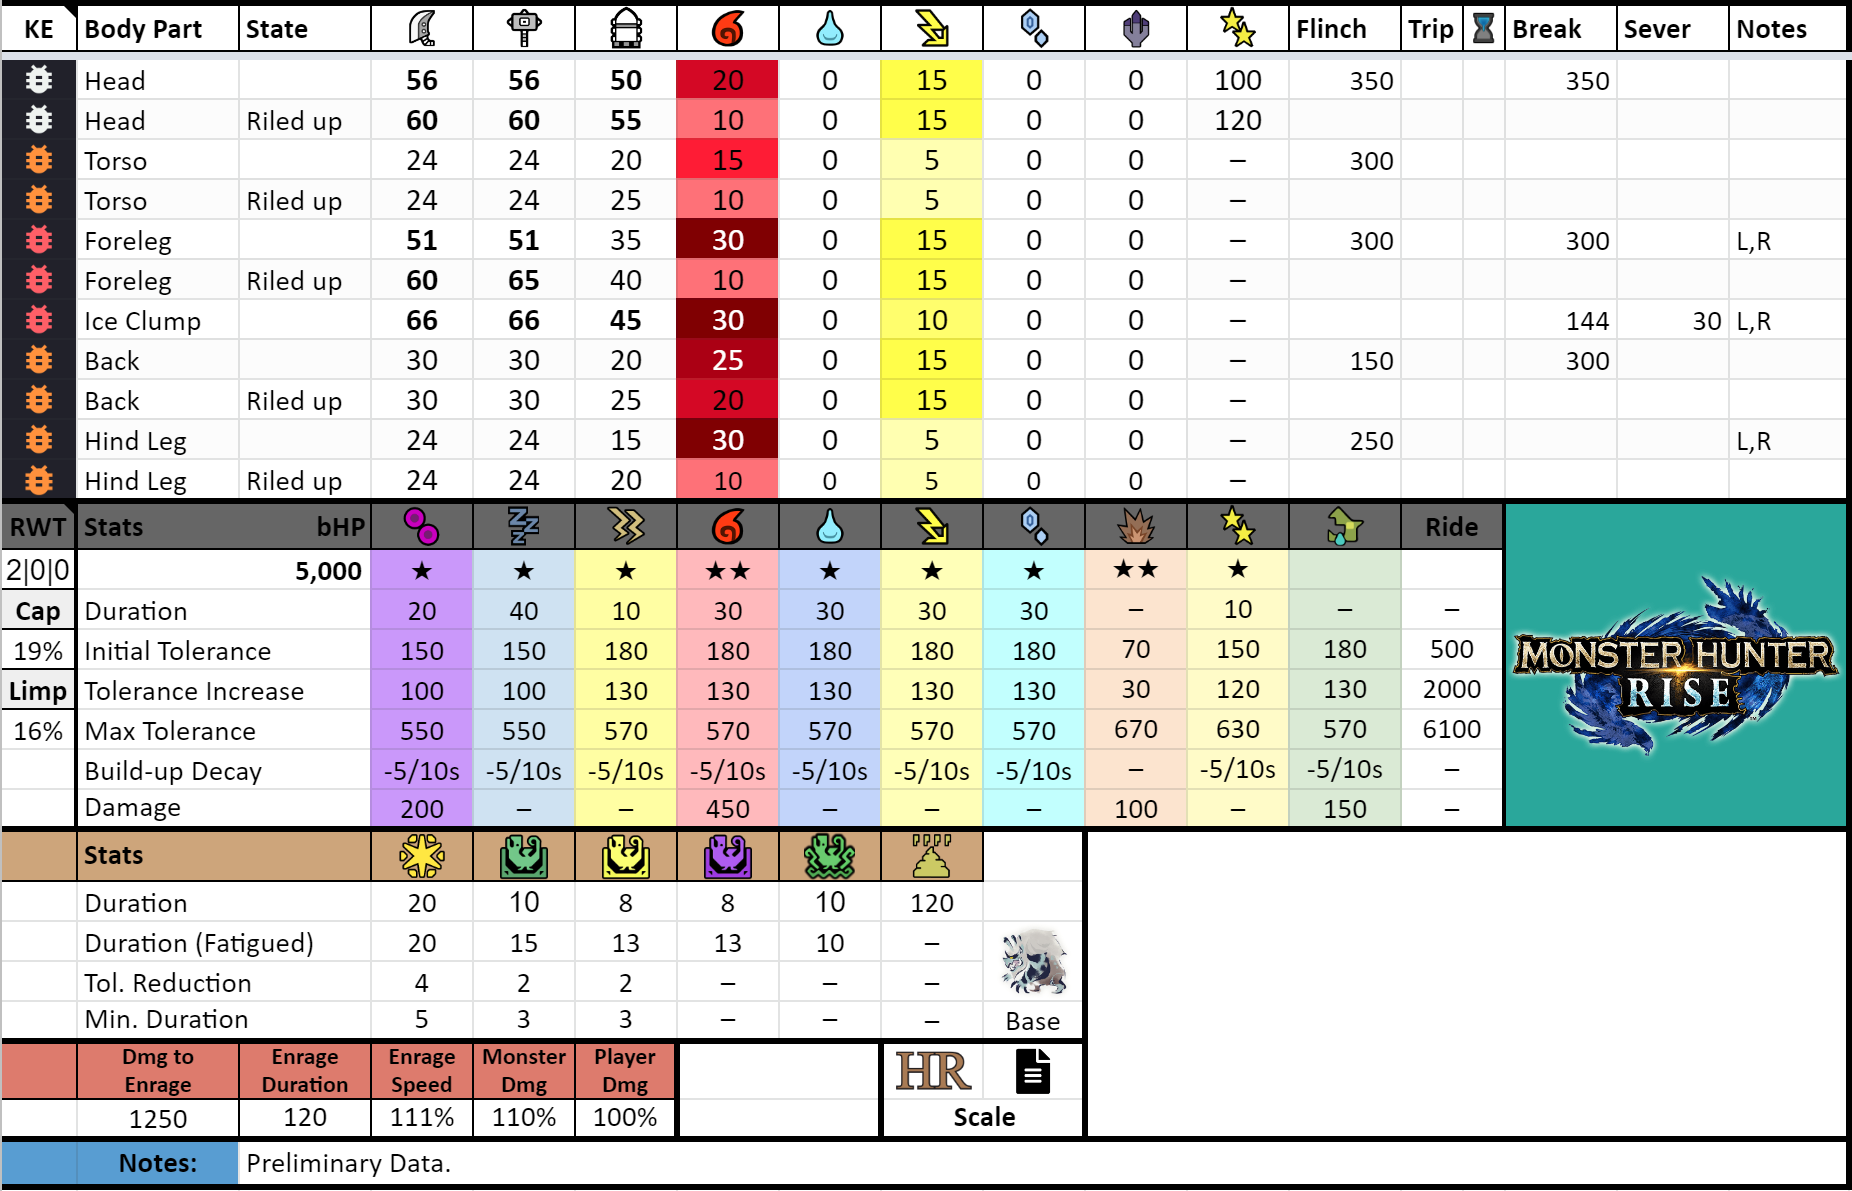 KE Body Part State Flinch Trip Break Sever Notes
Head 56 56 50 20 0 15 0 0 100 350 350
Head Riled up 60 60 55 10 0 15 0 0 120
Torso 24 24 20 15 0 5 0 0 – 300
Torso Riled up 24 24 25 10 0 5 0 0 –
Foreleg 51 51 35 30 0 15 0 0 – 300 300 L,R
Foreleg Riled up 60 65 40 10 0 15 0 0 –
Ice Clump 66 66 45 30 0 10 0 0 – 144 30 L,R
Back 30 30 20 25 0 15 0 0 – 150 300
Back Riled up 30 30 25 20 0 15 0 0 –
Hind Leg 24 24 15 30 0 5 0 0 – 250 L,R
Hind Leg Riled up 24 24 20 10 0 5 0 0 –
RWT Stats bHP Ride
2|0|0 5,000 ★ ★ ★ ★★ ★ ★ ★ ★★ ★
Cap Duration 20 40 10 30 30 30 30 – 10 – –
19% Initial Tolerance 150 150 180 180 180 180 180 70 150 180 500
Limp Tolerance Increase 100 100 130 130 130 130 130 30 120 130 2000
16% Max Tolerance 550 550 570 570 570 570 570 670 630 570 6100
Build-up Decay -5/10s -5/10s -5/10s -5/10s -5/10s -5/10s -5/10s – -5/10s -5/10s –
Damage 200 – – 450 – – – 100 – 150 –
MONSTER HUNTER
RISE
Stats
Duration 20 10 8 8 10 120
Duration (Fatigued) 20 15 13 13 10 –
Tol. Reduction 4 2 2 – – –
Min. Duration 5 3 3 – – – Base
Dmg to Enrage Enrage Duration Enrage Speed Monster Dmg Player Dmg HR
1250 120 111% 110% 100% Scale
Notes: Preliminary Data.